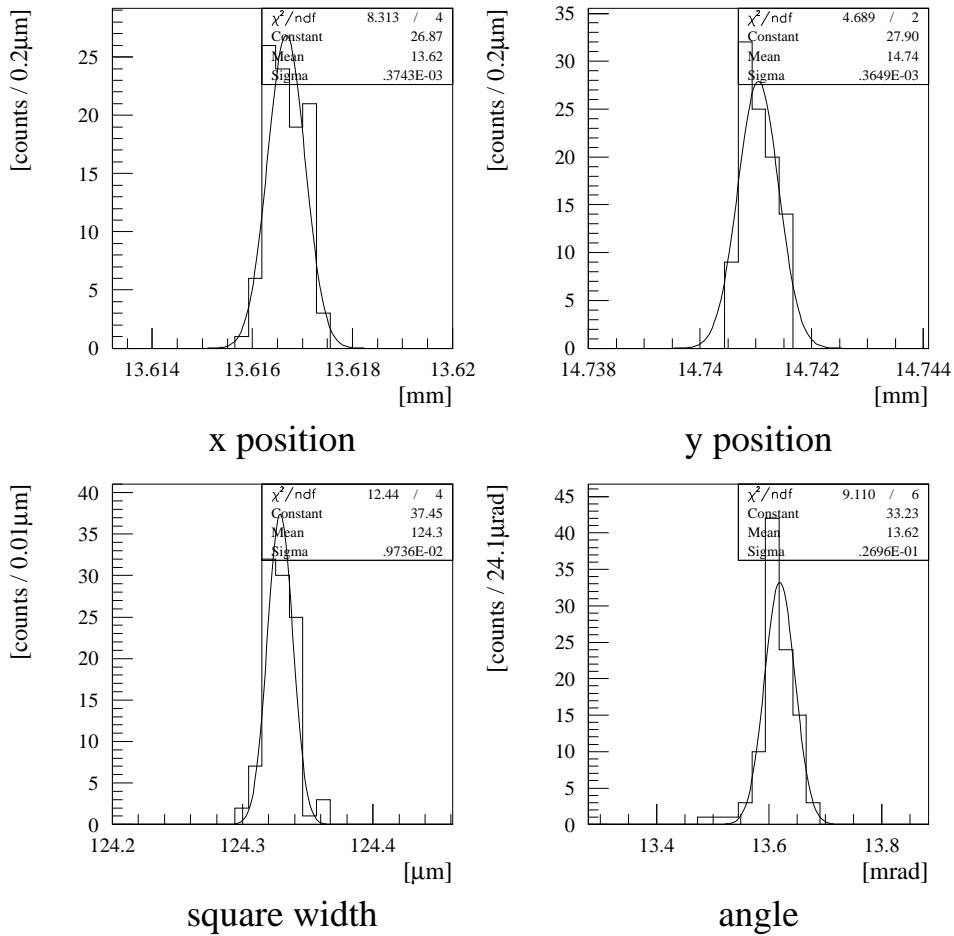 [counts / 0.2µm]
χ²/ndf 8.313 / 4
Constant 26.87
Mean 13.62
Sigma .3743E-03
25
20
15
10
5
0
13.614 13.616 13.618 13.62
[mm]
x position
[counts / 0.2µm]
χ²/ndf 4.689 / 2
Constant 27.90
Mean 14.74
Sigma .3649E-03
35
30
25
20
15
10
5
0
14.738 14.74 14.742 14.744
[mm]
y position
[counts / 0.01µm]
χ²/ndf 12.44 / 4
Constant 37.45
Mean 124.3
Sigma .9736E-02
40
35
30
25
20
15
10
5
0
124.2 124.3 124.4
[µm]
square width
[counts / 24.1µrad]
χ²/ndf 9.110 / 6
Constant 33.23
Mean 13.62
Sigma .2696E-01
45
40
35
30
25
20
15
10
5
0
13.4 13.6 13.8
[mrad]
angle